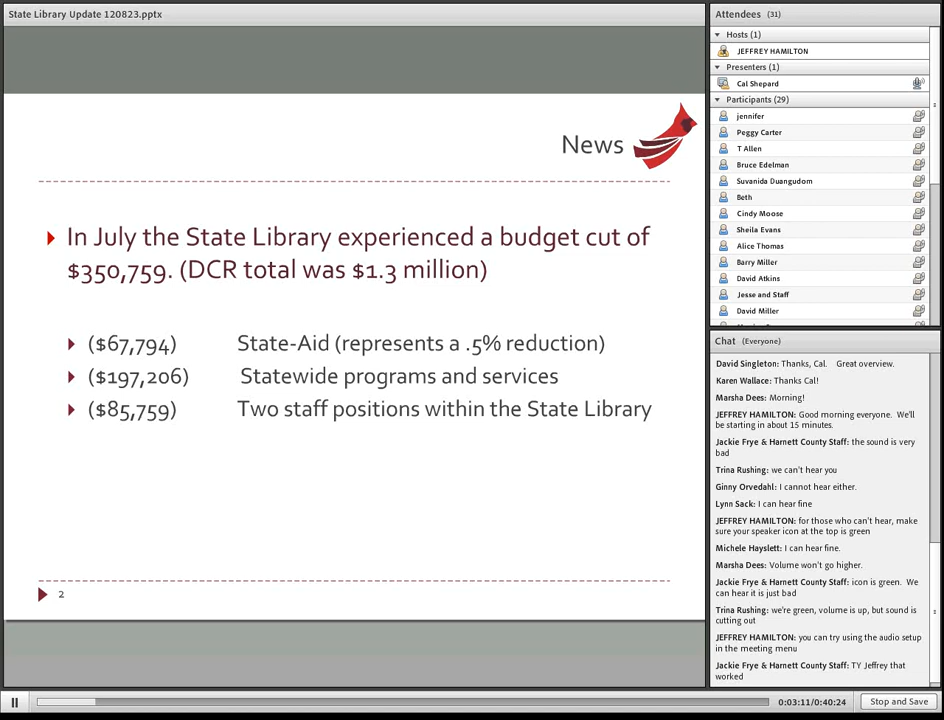 State Library Update 120823.pptx
News
In July the State Library experienced a budget cut of
$350,759. (DCR total was $1.3 million)
($67,794) State-Aid (represents a .5% reduction)
($197,206) Statewide programs and services
($85,759) Two staff positions within the State Library
2
Attendees (31)
Hosts (1)
JEFFREY HAMILTON
Presenters (1)
Cal Shepard
Participants (29)
jennifer
Peggy Carter
T Allen
Bruce Edelman
Suvanida Duangudom
Beth
Cindy Moose
Sheila Evans
Alice Thomas
Barry Miller
David Atkins
Jesse and Staff
David Miller
Chat (Everyone)
David Singleton: Thanks, Cal. Great overview.
Karen Wallace: Thanks Cal!
Marsha Dees: Morning!
JEFFREY HAMILTON: Good morning everyone. We'll
be starting in about 15 minutes.
Jackie Frye & Harnett County Staff: the sound is very
bad
Trina Rushing: we can't hear you
Ginny Orvedahl: I cannot hear either.
Lynn Sack: I can hear fine
JEFFREY HAMILTON: for those who can't hear, make
sure your speaker icon at the top is green
Michele Hayslett: I can hear fine.
Marsha Dees: Volume won't go higher.
Jackie Frye & Harnett County Staff: icon is green. We
can hear it is just bad
Trina Rushing: we're green, volume is up, but sound is
cutting out
JEFFREY HAMILTON: you can try using the audio setup
in the meeting menu
Jackie Frye & Harnett County Staff: TY Jeffrey that
worked
0:03:11/0:40:24
Stop and Save